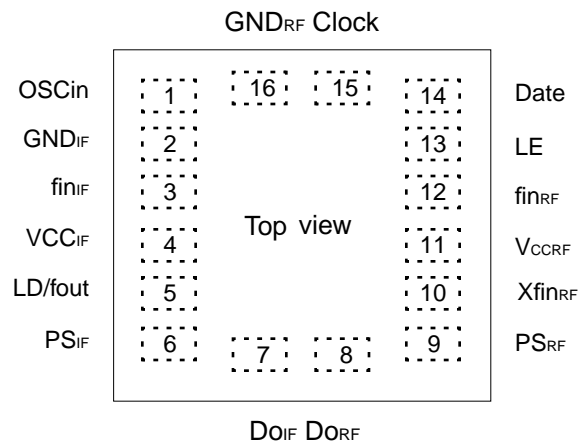 GNDRF Clock
OSCin 1 16 15 14 Date
GNDIF 2 13 LE
finIF 3 12 finRF
Top view
VCCIF 4 11 VCCRF
LD/fout 5 10 XfinRF
PSIF 6 7 8 9 PSRF
DoIF DoRF